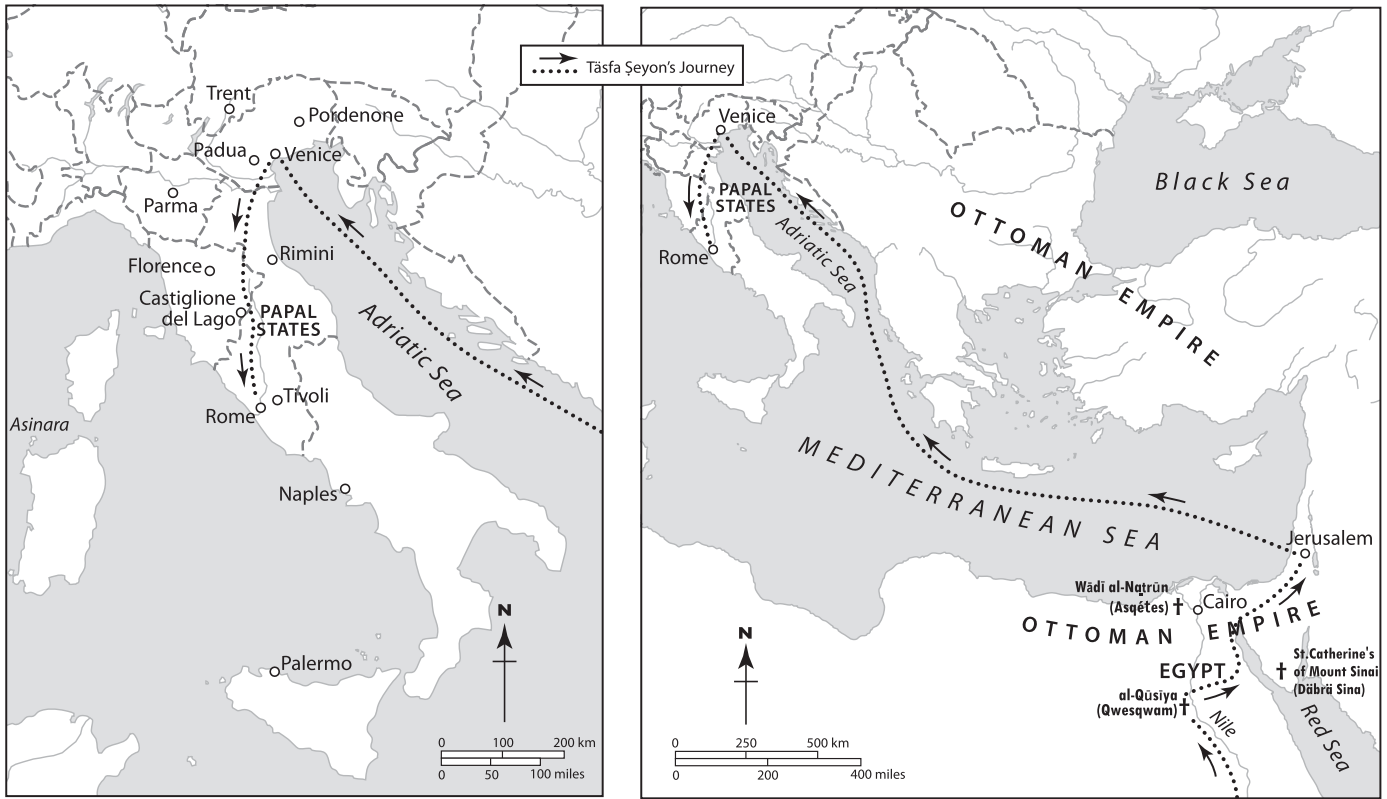 Täsfa Ṣeyon's Journey
Trent
Pordenone
Padua
Venice
Parma
Florence
Rimini
Castiglione
del Lago
PAPAL
STATES
Adriatic Sea
Asinara
Rome
Tivoli
Naples
Palermo
N
0 100 200 km
0 50 100 miles
Venice
PAPAL
STATES
Adriatic Sea
Rome
Black Sea
OTTOMAN EMPIRE
MEDITERRANEAN SEA
Jerusalem
Wādī al-Naṭrūn
(Asqétes)
Cairo
OTTOMAN EMPIRE
EGYPT
St.Catherine's
of Mount Sinai
(Däbrä Sina)
al-Qūsīya
(Qwesqwam)
Nile
Red Sea
N
0 250 500 km
0 200 400 miles